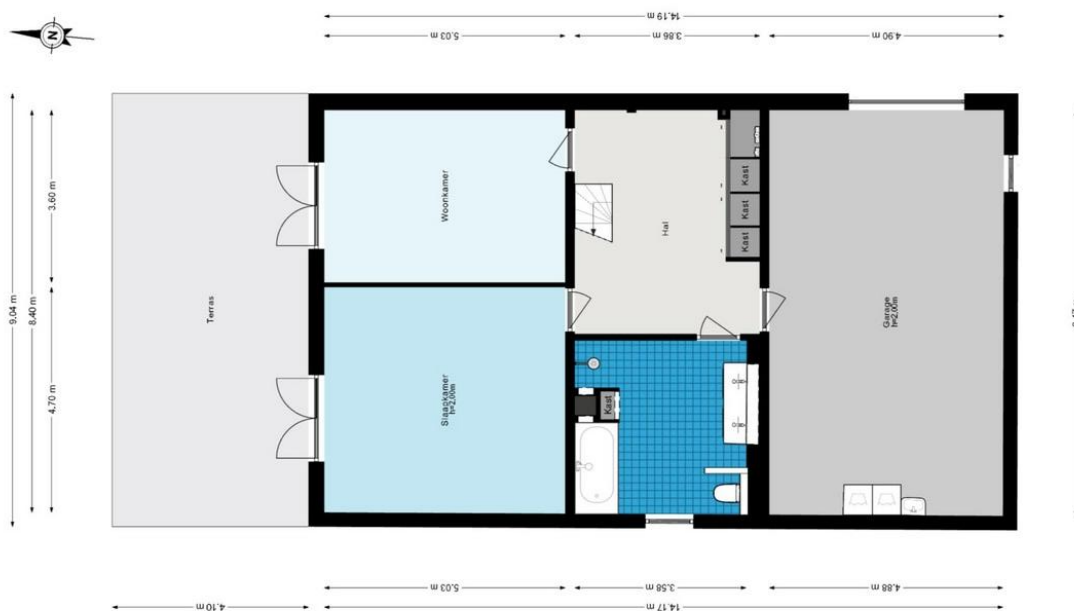 14.19 m
5.03 m
3.86 m
4.90 m
N
9.04 m
8.40 m
3.60 m
4.70 m
Terras
Woonkamer
Slaapkamer
h=2,00m
Hal
Kast
Kast
Kast
Kast
Garage
h=2,00m
5.03 m
3.58 m
4.88 m
4.10 m
14.17 m